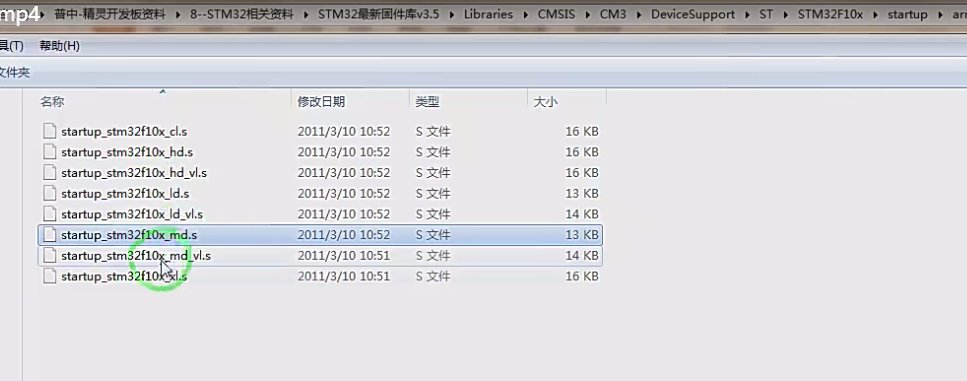 mp4 普中-精灵开发板资料 ▸ 8--STM32相关资料 ▸ STM32最新固件库v3.5 ▸ Libraries ▸ CMSIS ▸ CM3 ▸ DeviceSupport ▸ ST ▸ STM32F10x ▸ startup ▸ arm
具(T) 帮助(H)
文件夹
名称 修改日期 类型 大小
startup_stm32f10x_cl.s 2011/3/10 10:52 S 文件 16 KB
startup_stm32f10x_hd.s 2011/3/10 10:52 S 文件 16 KB
startup_stm32f10x_hd_vl.s 2011/3/10 10:52 S 文件 16 KB
startup_stm32f10x_ld.s 2011/3/10 10:52 S 文件 13 KB
startup_stm32f10x_ld_vl.s 2011/3/10 10:52 S 文件 14 KB
startup_stm32f10x_md.s 2011/3/10 10:52 S 文件 13 KB
startup_stm32f10x_md_vl.s 2011/3/10 10:51 S 文件 14 KB
startup_stm32f10x_xl.s 2011/3/10 10:51 S 文件 16 KB